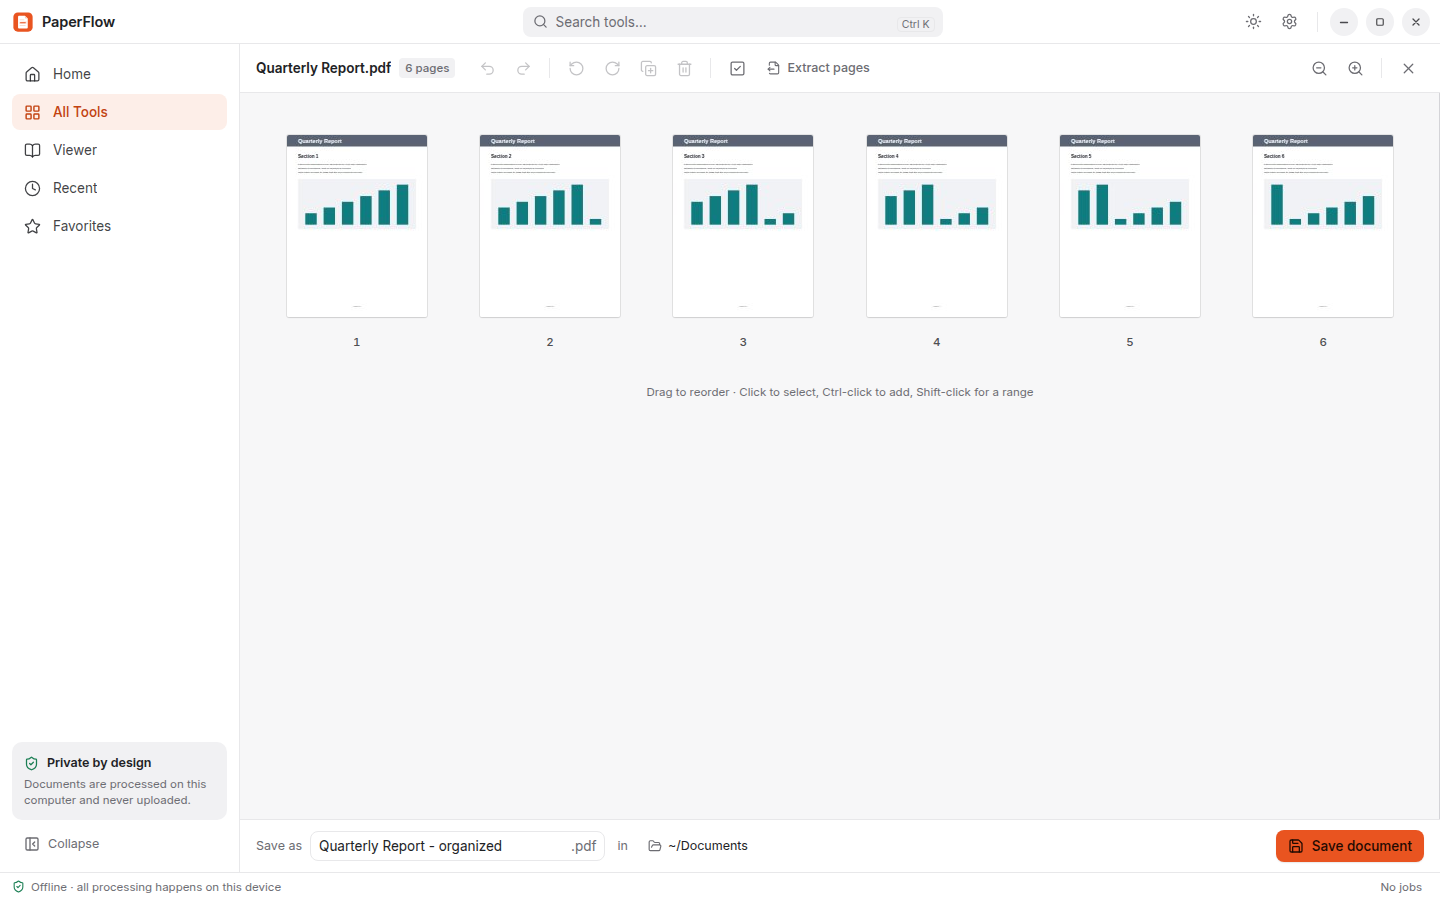 PaperFlow
Search tools...
Ctrl K
Home
All Tools
Viewer
Recent
Favorites
Quarterly Report.pdf
6 pages
Extract pages
Quarterly Report
Section 1
1
Quarterly Report
Section 2
2
Quarterly Report
Section 3
3
Quarterly Report
Section 4
4
Quarterly Report
Section 5
5
Quarterly Report
Section 6
6
Drag to reorder · Click to select, Ctrl-click to add, Shift-click for a range
Private by design
Documents are processed on this
computer and never uploaded.
Collapse
Save as
Quarterly Report - organized
.pdf
in
~/Documents
Save document
Offline · all processing happens on this device
No jobs